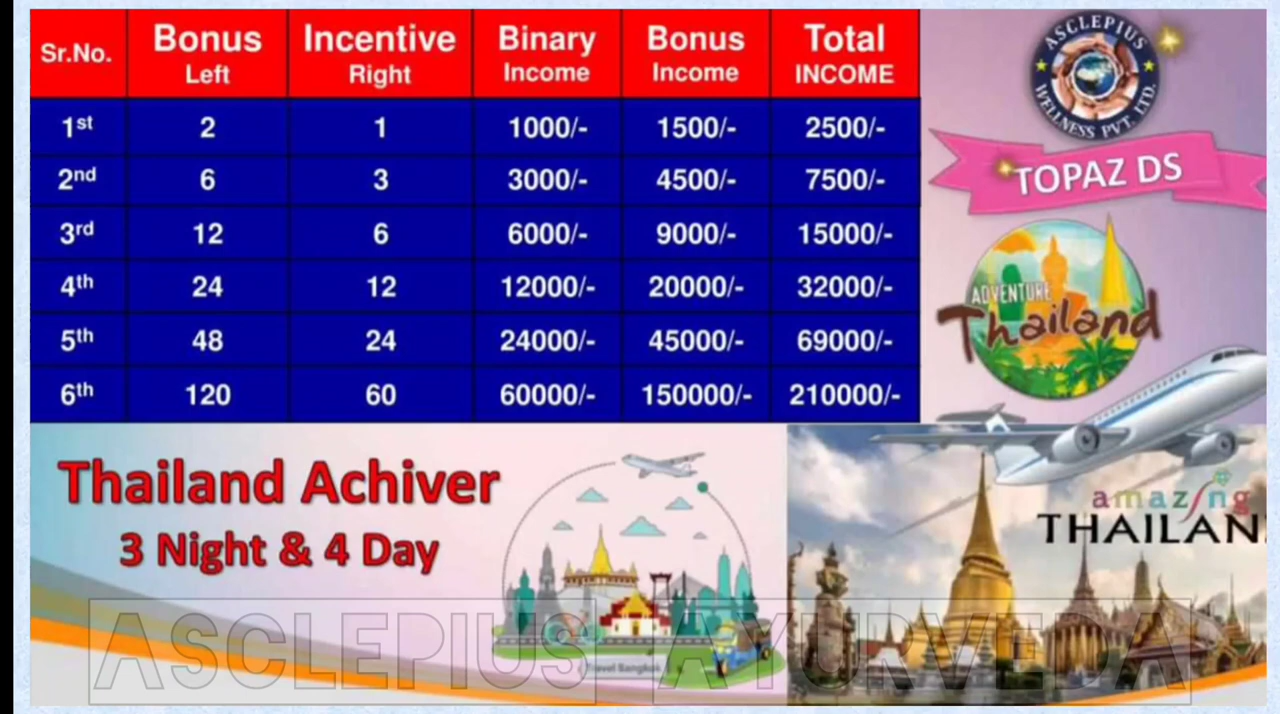 Sr.No. Bonus Left Incentive Right Binary Income Bonus Income Total INCOME
1st 2 1 1000/- 1500/- 2500/-
2nd 6 3 3000/- 4500/- 7500/-
3rd 12 6 6000/- 9000/- 15000/-
4th 24 12 12000/- 20000/- 32000/-
5th 48 24 24000/- 45000/- 69000/-
6th 120 60 60000/- 150000/- 210000/-
ASCLEPIUS
WELLNESS PVT. LTD.
TOPAZ DS
ADVENTURE
Thailand
Thailand Achiver
3 Night & 4 Day
Travel Bangkok
amazing
THAILAN
ASCLEPIUS AYURVEDA